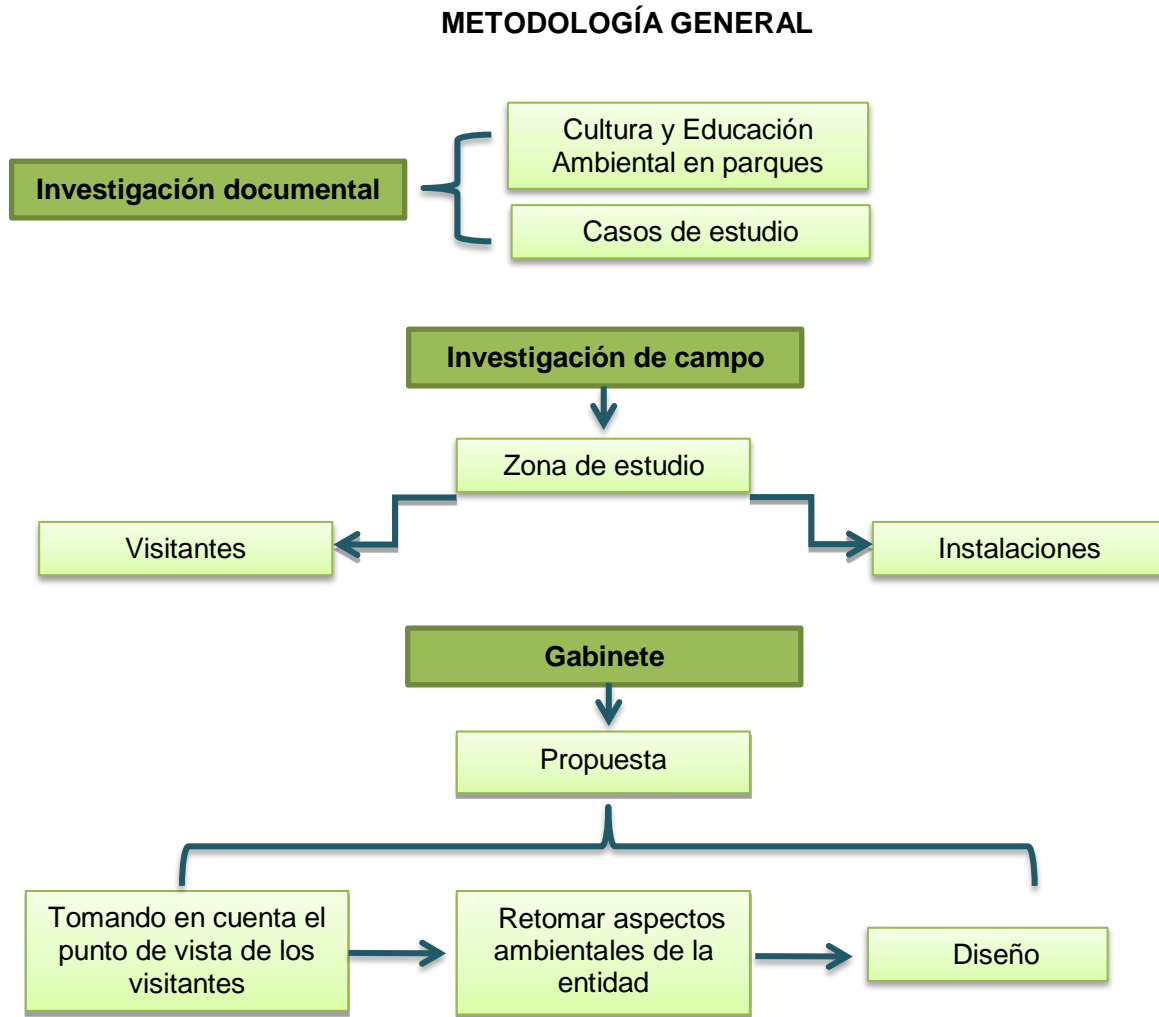 METODOLOGÍA GENERAL
Cultura y Educación
Ambiental en parques
Investigación documental
Casos de estudio
Investigación de campo
Zona de estudio
Visitantes
Instalaciones
Gabinete
Propuesta
Tomando en cuenta el
punto de vista de los
visitantes
Retomar aspectos
ambientales de la
entidad
Diseño